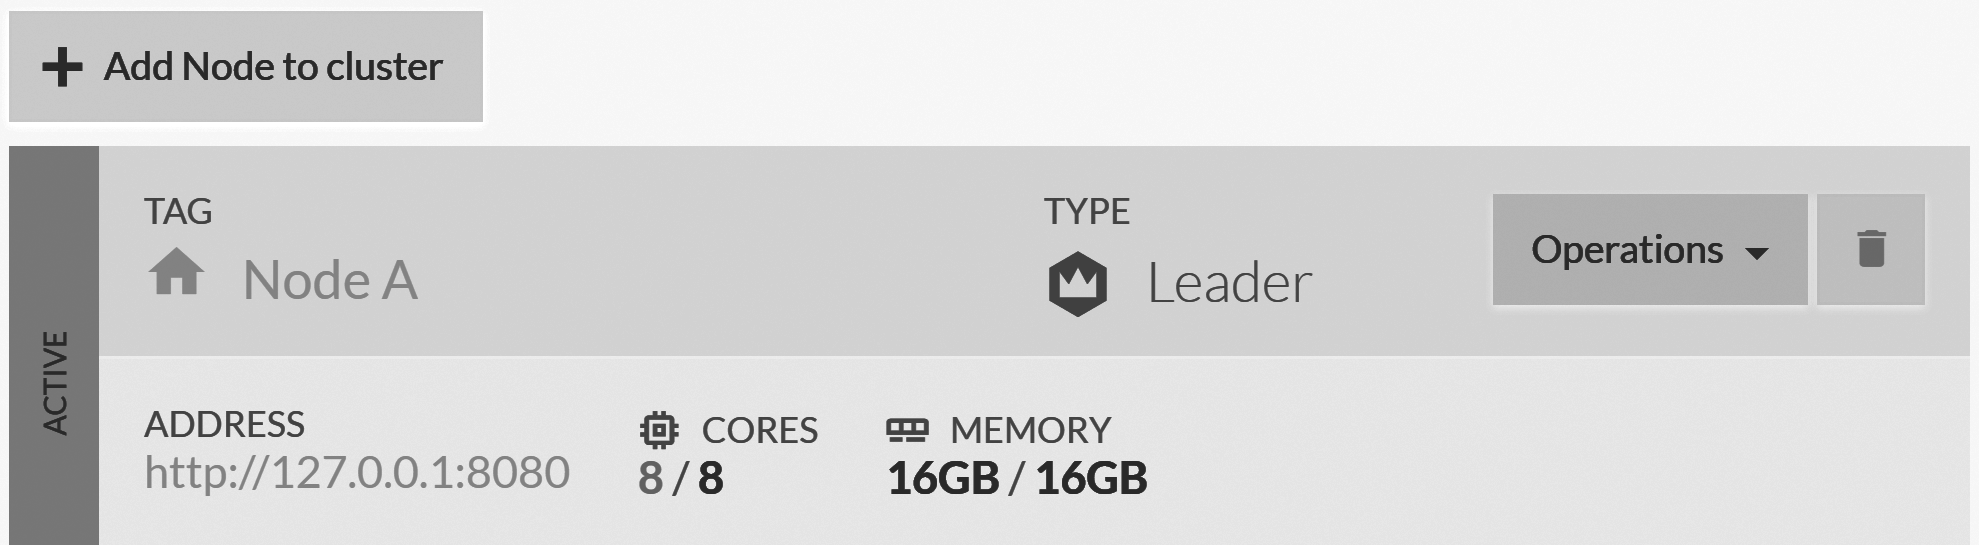 Add Node to cluster
TAG
Node A
TYPE
Leader
Operations
ACTIVE
ADDRESS
http://127.0.0.1:8080
CORES
8 / 8
MEMORY
16GB / 16GB